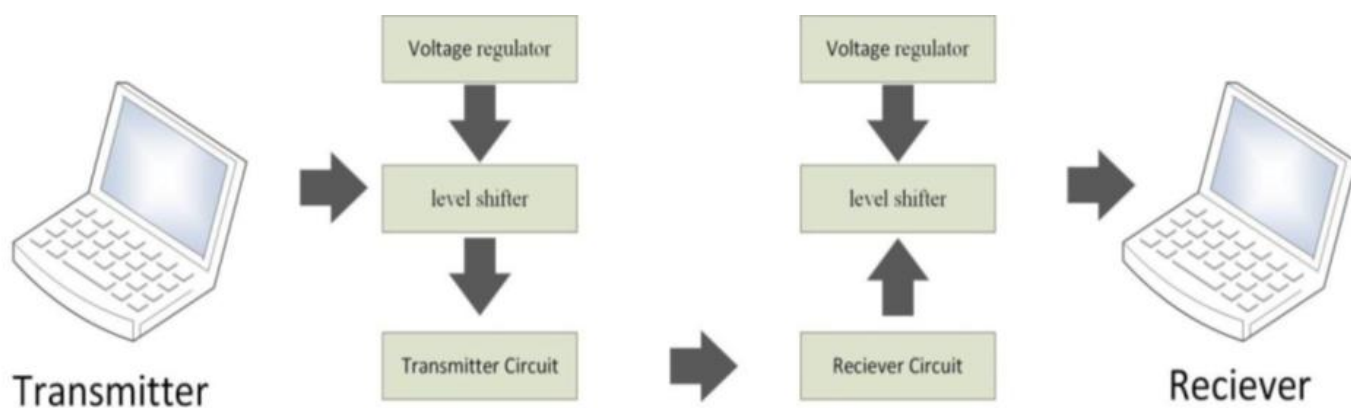 Voltage regulator
Voltage regulator
level shifter
level shifter
Transmitter Circuit
Reciever Circuit
Transmitter
Reciever